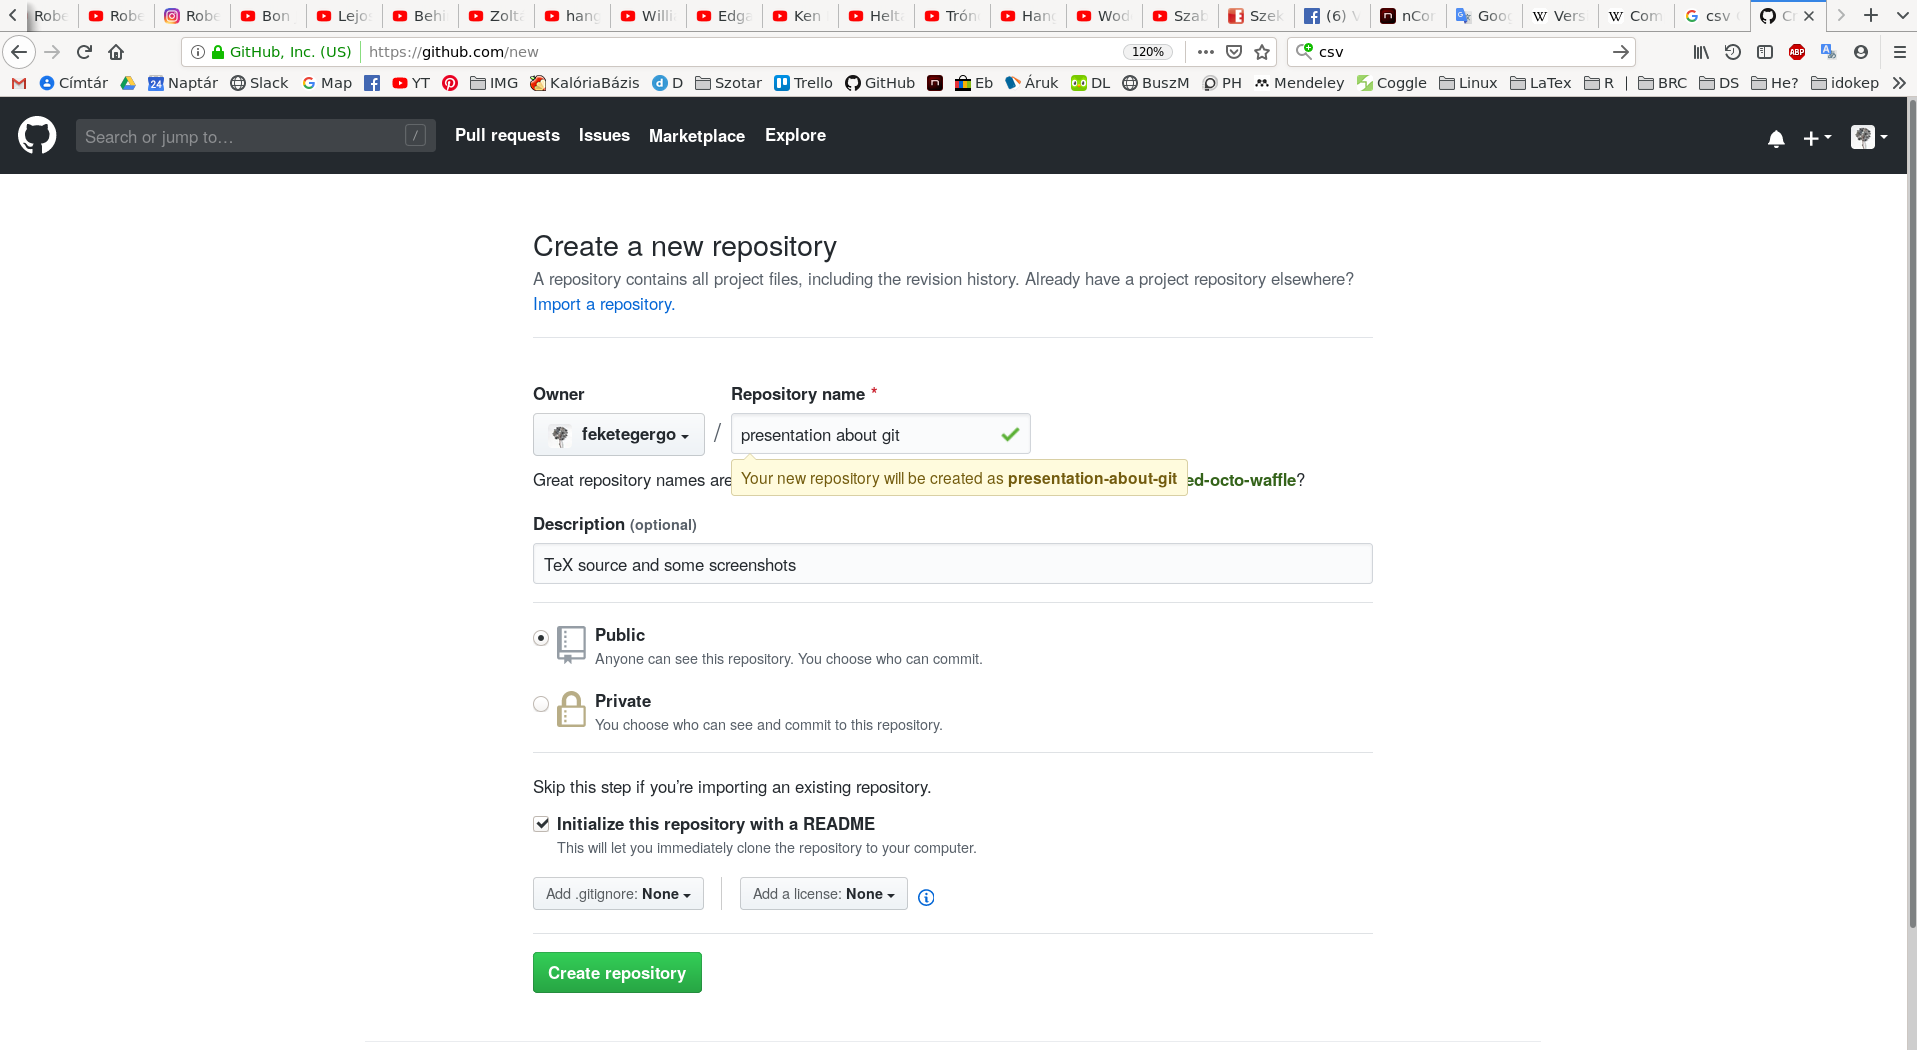 Robe Robe Robe Bon Lejo Behi Zolta hang Willi Edga Ken Helta Tróni Hang Wod Szab Szek (6) nCor Goog Vers Com csv
GitHub, Inc. (US) https://github.com/new 120% csv
Címtár 24 Naptár Slack Map YT IMG KalóriaBázis D Szotar Trello GitHub Eb Áruk DL BuszM PH Mendeley Coggle Linux LaTex R | BRC DS He? idokep
Search or jump to… / Pull requests Issues Marketplace Explore
Create a new repository
A repository contains all project files, including the revision history. Already have a project repository elsewhere?
Import a repository.
Owner Repository name *
feketegergo / presentation about git
Great repository names are ed-octo-waffle?
Your new repository will be created as presentation-about-git
Description (optional)
TeX source and some screenshots
Public
Anyone can see this repository. You choose who can commit.
Private
You choose who can see and commit to this repository.
Skip this step if you’re importing an existing repository.
Initialize this repository with a README
This will let you immediately clone the repository to your computer.
Add .gitignore: None Add a license: None
Create repository